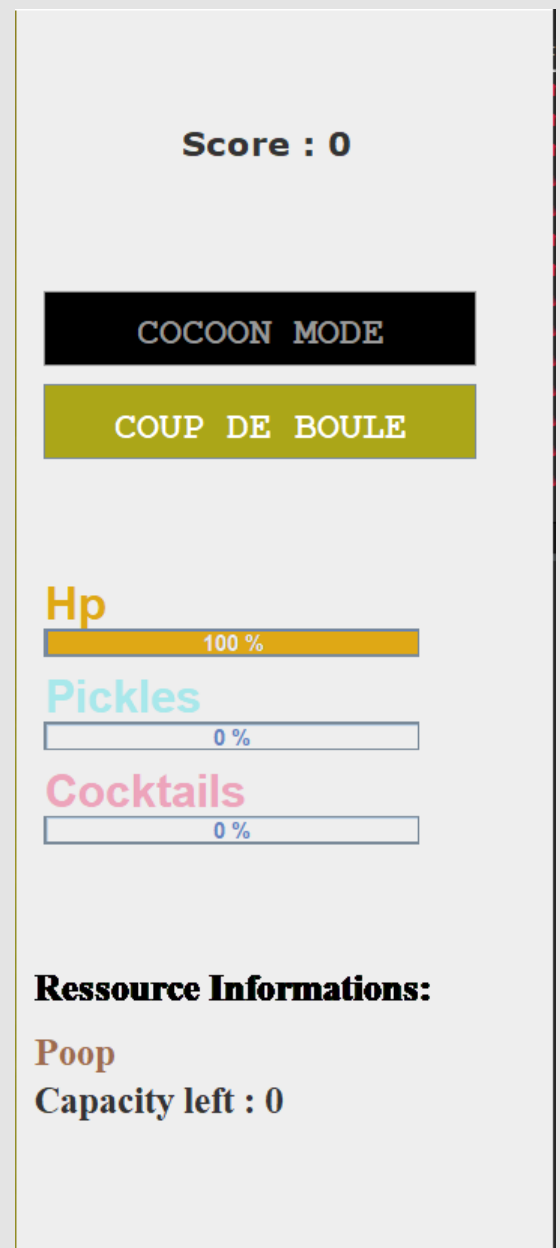 Score : 0
COCOON MODE
COUP DE BOULE
Hp
100 %
Pickles
0 %
Cocktails
0 %
Ressource Informations:
Poop
Capacity left : 0